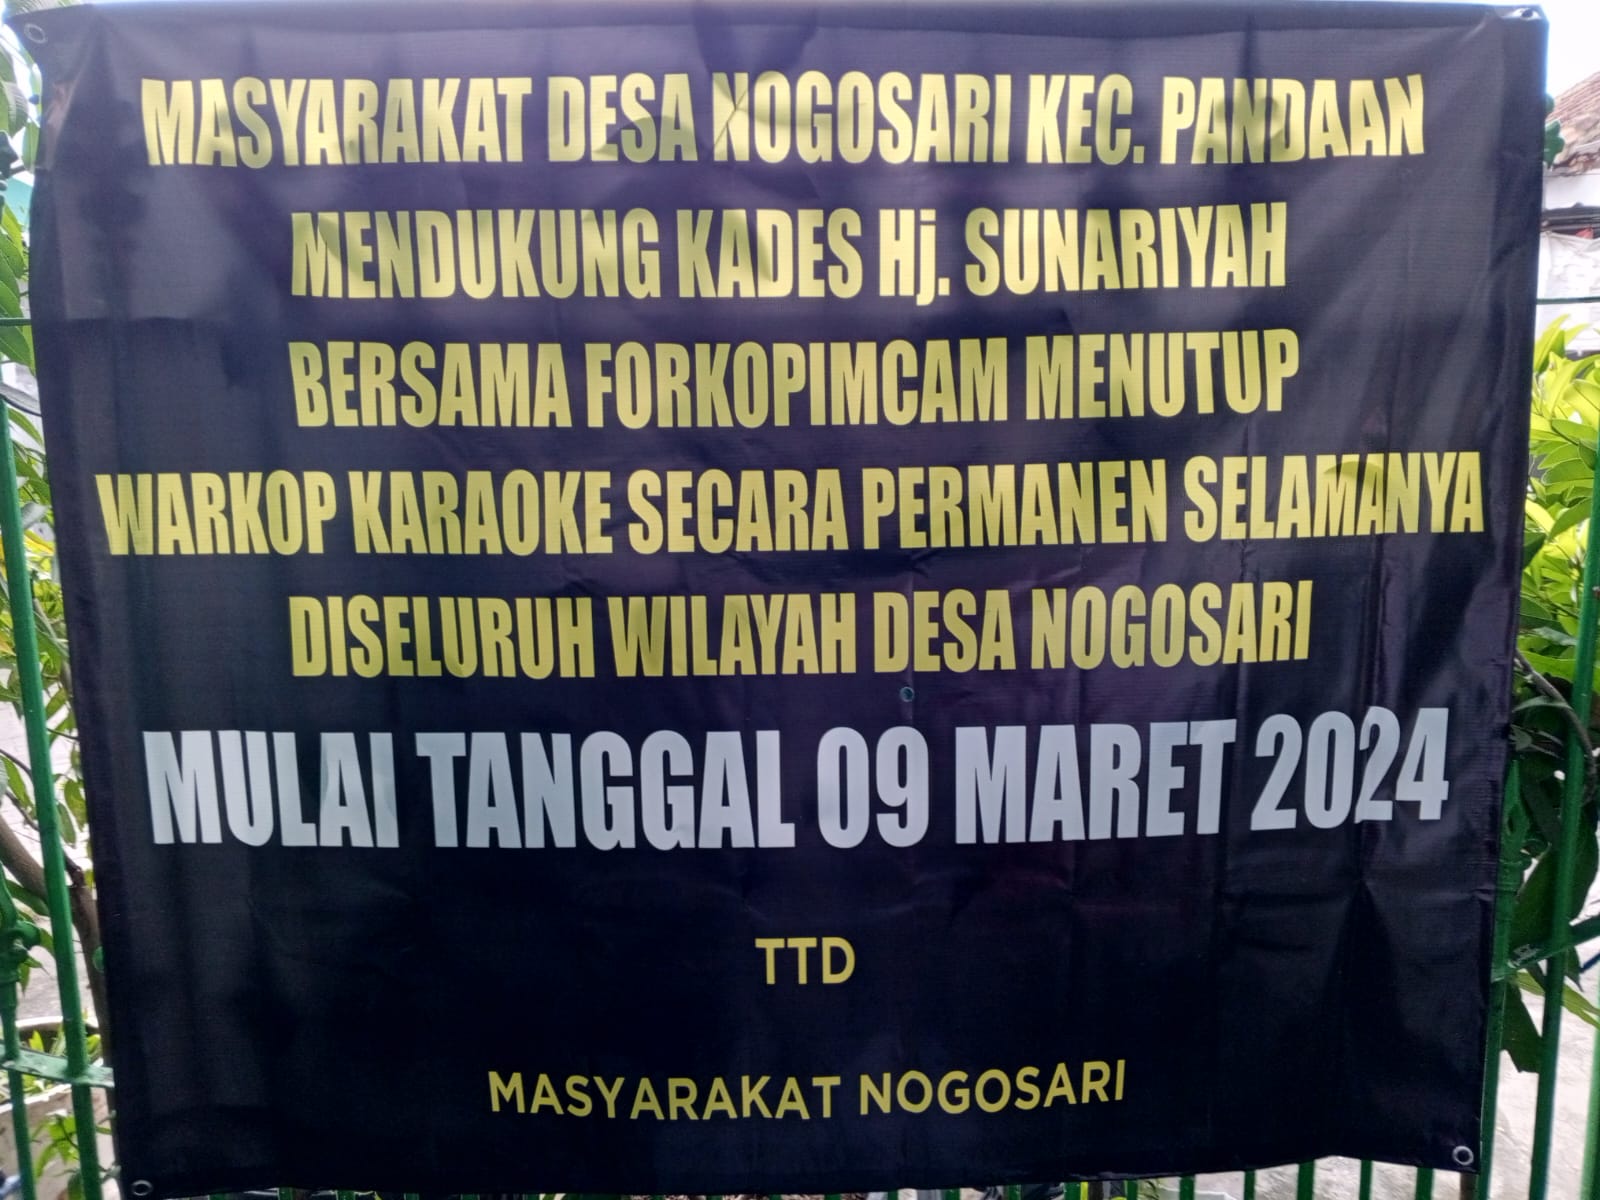 MASYARAKAT DESA NOGOSARI KEC. PANDAAN
MENDUKUNG KADES Hj. SUNARIYAH
BERSAMA FORKOPIMCAM MENUTUP
WARKOP KARAOKE SECARA PERMANEN SELAMANYA
DISELURUH WILAYAH DESA NOGOSARI
MULAI TANGGAL 09 MARET 2024
TTD
MASYARAKAT NOGOSARI